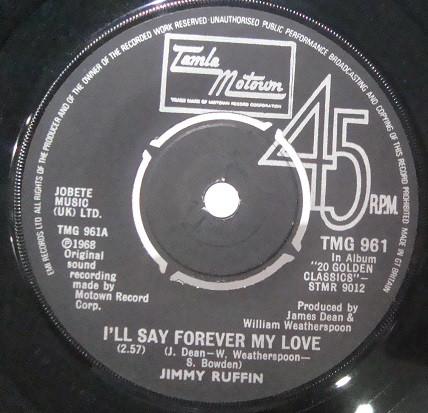 EMI RECORDS LTD ALL RIGHTS OF THE PRODUCER AND OF THE OWNER OF THE RECORDED WORK RESERVED·UNAUTHORISED PUBLIC PERFORMANCE BROADCASTING AND COPYING OF THIS RECORD PROHIBITED MADE IN GT BRITAIN
Tamla
Motown
TRADE MARK OF MOTOWN RECORD CORPORATION
45
R.P.M.
JOBETE
MUSIC
(UK) LTD.
TMG 961A
℗1968
Original
sound
recording
made by
Motown Record
Corp.
TMG 961
In Album
"20 GOLDEN
CLASSICS"-
STMR 9012
Produced by
James Dean &
William Weatherspoon
I'LL SAY FOREVER MY LOVE
(2.57) (J. Dean–W. Weatherspoon–
S. Bowden)
JIMMY RUFFIN